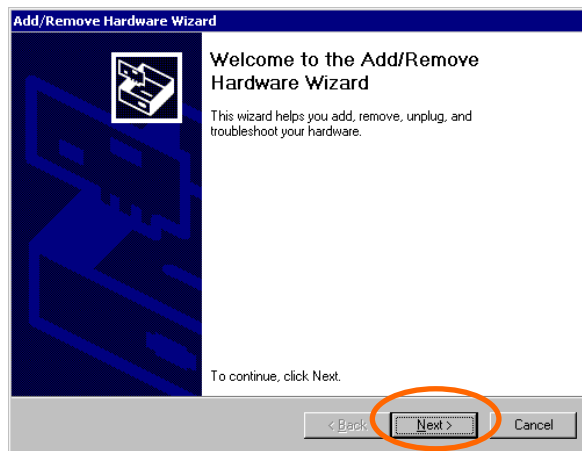 Add/Remove Hardware Wizard
Welcome to the Add/Remove
Hardware Wizard
This wizard helps you add, remove, unplug, and
troubleshoot your hardware.
To continue, click Next.
< Back
Next >
Cancel